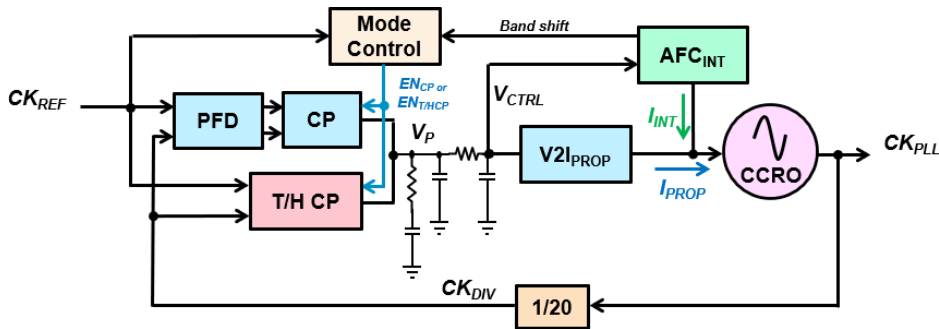 Mode
Control
Band shift
AFC_INT
CK_REF
EN_CP or
EN_T/HCP
V_CTRL
I_INT
PFD
CP
V_P
V2I_PROP
CCRO
CK_PLL
I_PROP
T/H CP
CK_DIV
1/20